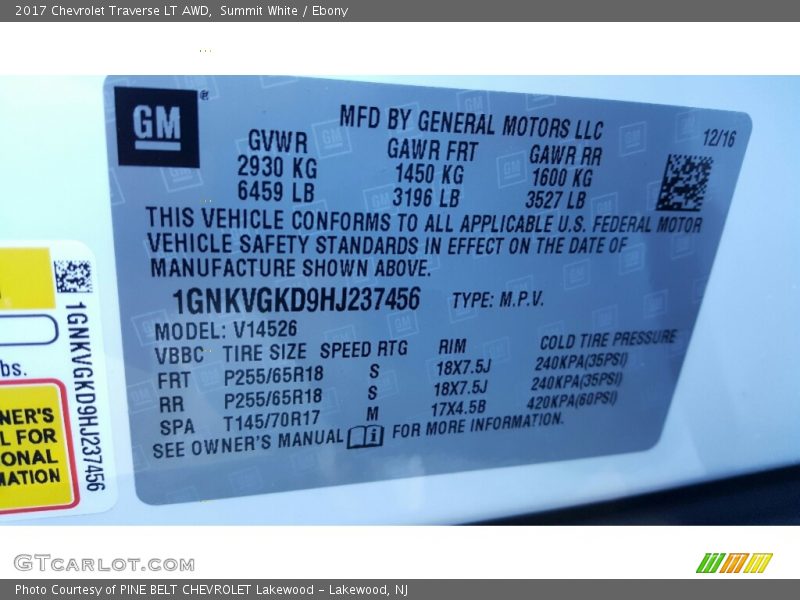 2017 Chevrolet Traverse LT AWD,  Summit White / Ebony
GM ®
MFD BY GENERAL MOTORS LLC
12/16
GVWR GAWR FRT GAWR RR
2930 KG 1450 KG 1600 KG
6459 LB 3196 LB 3527 LB
THIS VEHICLE CONFORMS TO ALL APPLICABLE U.S. FEDERAL MOTOR
VEHICLE SAFETY STANDARDS IN EFFECT ON THE DATE OF
MANUFACTURE SHOWN ABOVE.
1GNKVGKD9HJ237456 TYPE: M.P.V.
MODEL: V14526
VBBC TIRE SIZE SPEED RTG RIM COLD TIRE PRESSURE
FRT P255/65R18 S 18X7.5J 240KPA(35PSI)
RR P255/65R18 S 18X7.5J 240KPA(35PSI)
SPA T145/70R17 M 17X4.5B 420KPA(60PSI)
SEE OWNER'S MANUAL FOR MORE INFORMATION.
1GNKVGKD9HJ237456
bs.
NER'S
L FOR
ONAL
MATION
GTCARLOT.COM
Photo Courtesy of PINE BELT CHEVROLET Lakewood - Lakewood, NJ